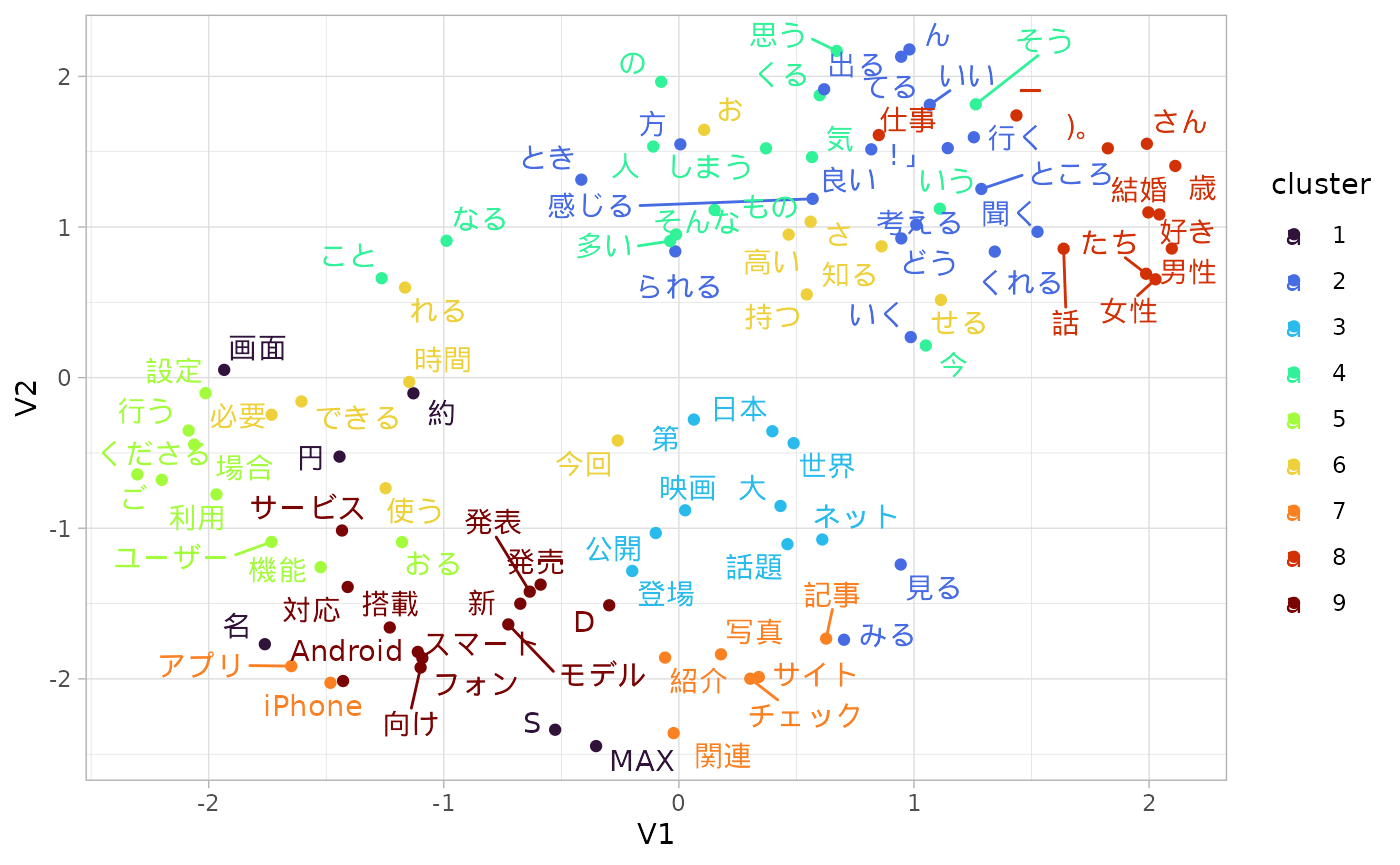 思う
ん
そう
の
出る
くる
てる
いい
2
お
仕事
ー
方
)。
さん
気
!」
行く
とき
人
しまう
良い
いう
ところ
結婚
歳
感じる
もの
なる
そんな
考える
聞く
好き
1
多い
さ
たち
こと
高い
知る
どう
男性
られる
くれる
れる
持つ
いく
せる
話
女性
画面
時間
今
設定
0
行う
必要
できる
約
日本
第
くださる
円
場合
今回
世界
ご
映画
大
利用
サービス
使う
発表
ネット
-1
ユーザー
機能
おる
発売
公開
話題
見る
対応
搭載
新
登場
記事
名
D
写真
みる
アプリ
Android
スマート
モデル
紹介
サイト
-2
iPhone
フォン
向け
S
チェック
MAX
関連
-2
-1
0
1
2
V1
V2
cluster
a 1
a 2
a 3
a 4
a 5
a 6
a 7
a 8
a 9